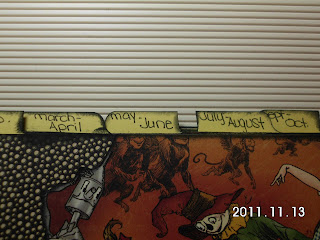 march-
April
may-
June
July-
August
Oct.
2011.11.13